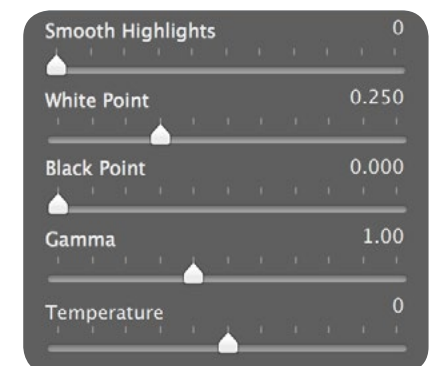 Smooth Highlights 0
White Point 0.250
Black Point 0.000
Gamma 1.00
Temperature 0